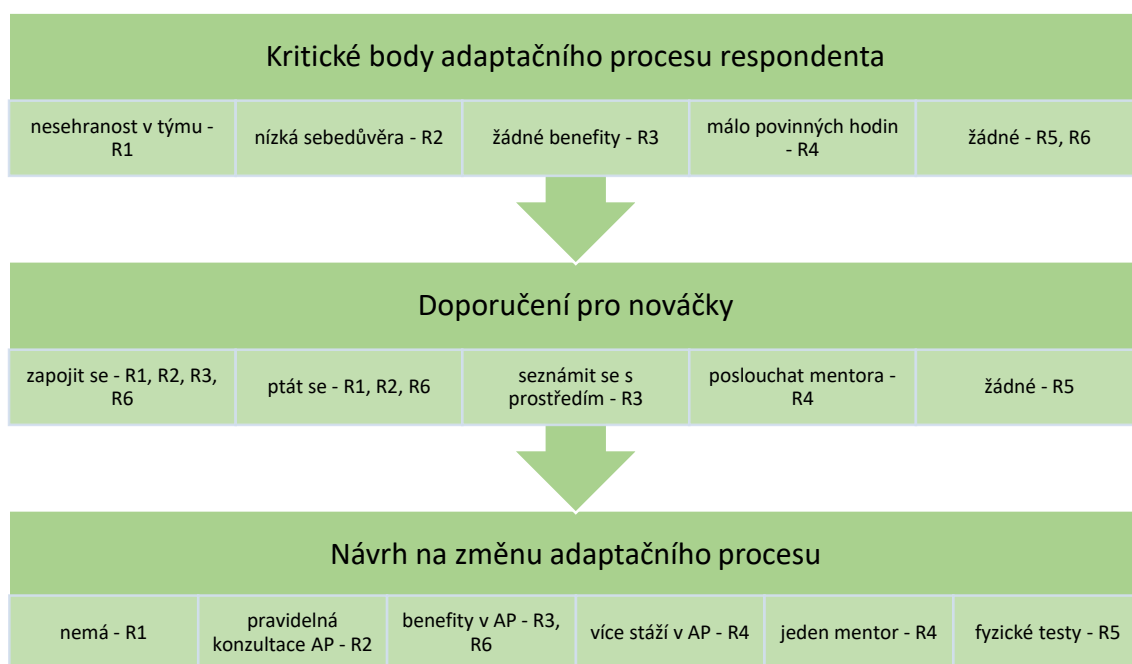 Kritické body adaptačního procesu respondenta
nesehranost v týmu -
R1
nízká sebedůvěra - R2
žádné benefity - R3
málo povinných hodin
- R4
žádné - R5, R6
Doporučení pro nováčky
zapojit se - R1, R2, R3,
R6
ptát se - R1, R2, R6
seznámit se s
prostředím - R3
poslouchat mentora -
R4
žádné - R5
Návrh na změnu adaptačního procesu
nemá - R1
pravidelná
konzultace AP - R2
benefity v AP - R3,
R6
více stáží v AP - R4
jeden mentor - R4
fyzické testy - R5